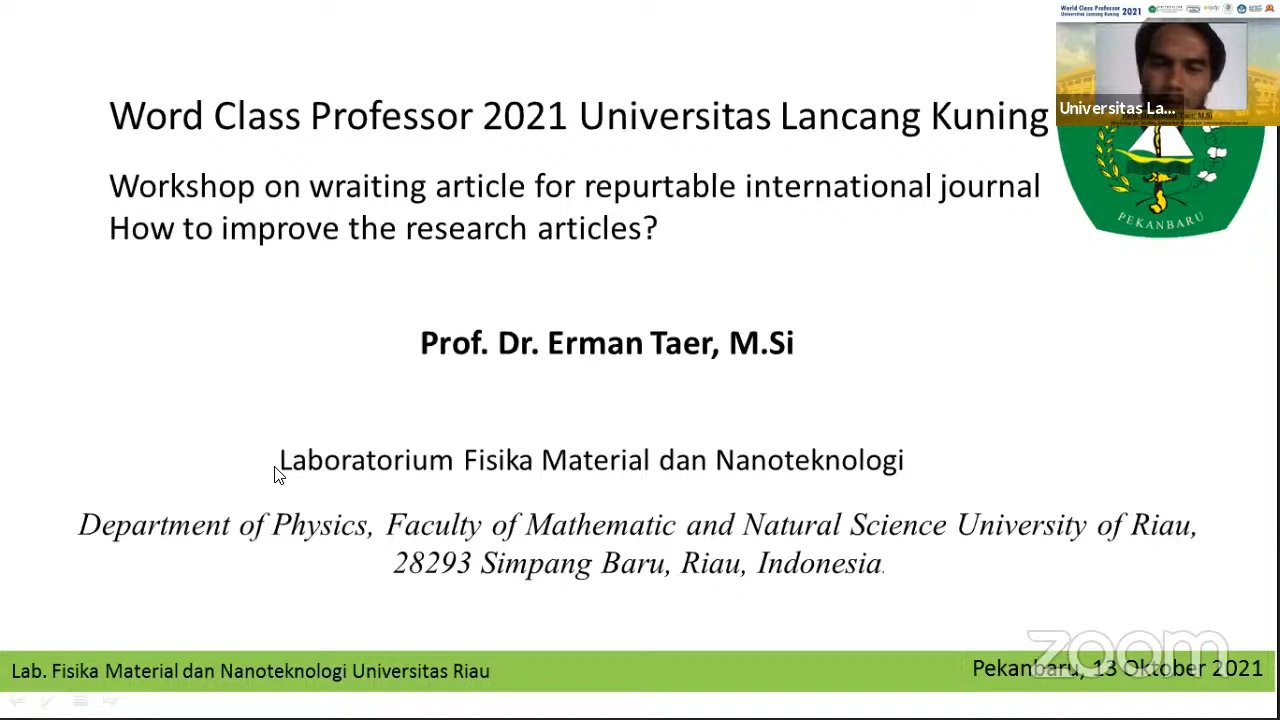 World Class Professor
Universitas Lancang Kuning 2021
Word Class Professor 2021 Universitas Lancang Kuning
Universitas La...
Workshop on wraiting article for repurtable international journal
How to improve the research articles?
PEKANBARU
Prof. Dr. Erman Taer, M.Si
Laboratorium Fisika Material dan Nanoteknologi
Department of Physics, Faculty of Mathematic and Natural Science University of Riau,
28293 Simpang Baru, Riau, Indonesia.
zoom
Lab. Fisika Material dan Nanoteknologi Universitas Riau
Pekanbaru, 13 Oktober 2021